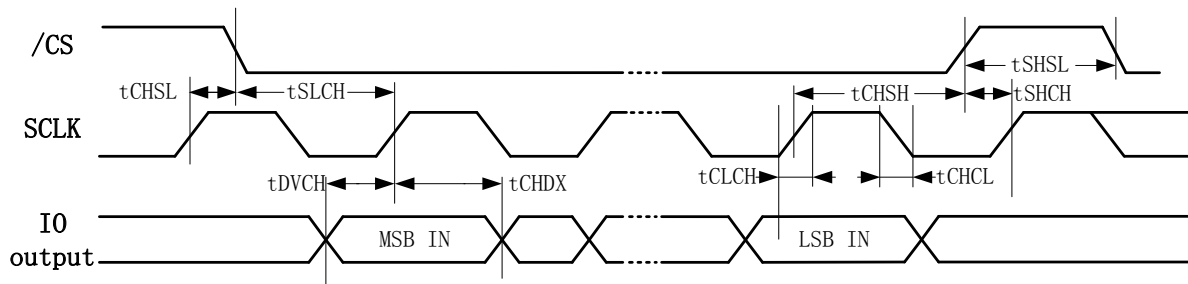 /CS
tSHSL
tCHSL
tSLCH
tCHSH
tSHCH
SCLK
tDVCH
tCHDX
tCLCH
tCHCL
IO
output
MSB IN
LSB IN